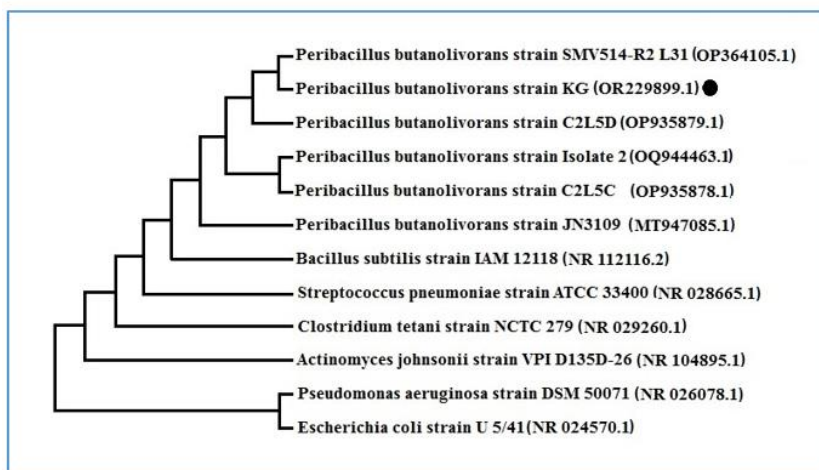 Peribacillus butanolivorans strain SMV514-R2 L31 (OP364105.1)
Peribacillus butanolivorans strain KG (OR229899.1)
Peribacillus butanolivorans strain C2L5D (OP935879.1)
Peribacillus butanolivorans strain Isolate 2 (OQ944463.1)
Peribacillus butanolivorans strain C2L5C (OP935878.1)
Peribacillus butanolivorans strain JN3109 (MT947085.1)
Bacillus subtilis strain IAM 12118 (NR 112116.2)
Streptococcus pneumoniae strain ATCC 33400 (NR 028665.1)
Clostridium tetani strain NCTC 279 (NR 029260.1)
Actinomyces johnsonii strain VPI D135D-26 (NR 104895.1)
Pseudomonas aeruginosa strain DSM 50071 (NR 026078.1)
Escherichia coli strain U 5/41 (NR 024570.1)